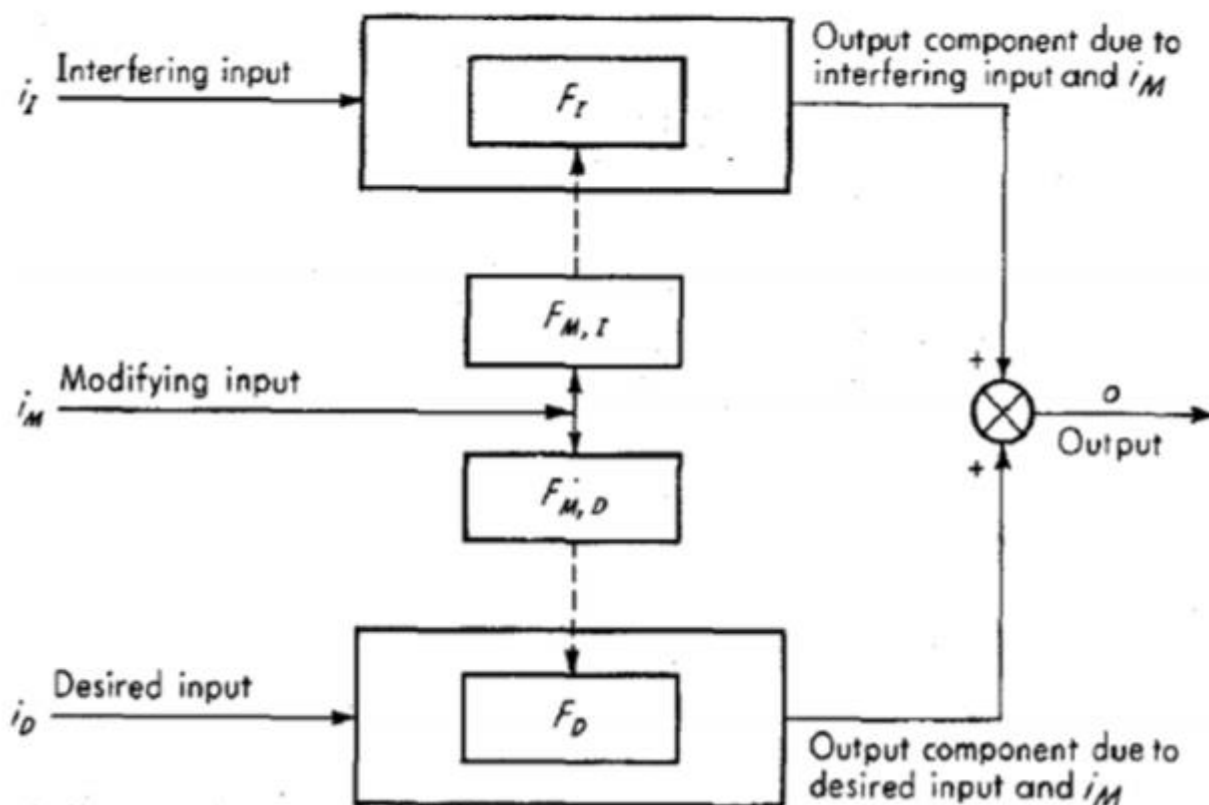 Interfering input
i_I
F_I
Output component due to
interfering input and i_M
F_M, I
Modifying input
i_M
+
o
Output
+
F_M, D
Desired input
i_D
F_D
Output component due to
desired input and i_M